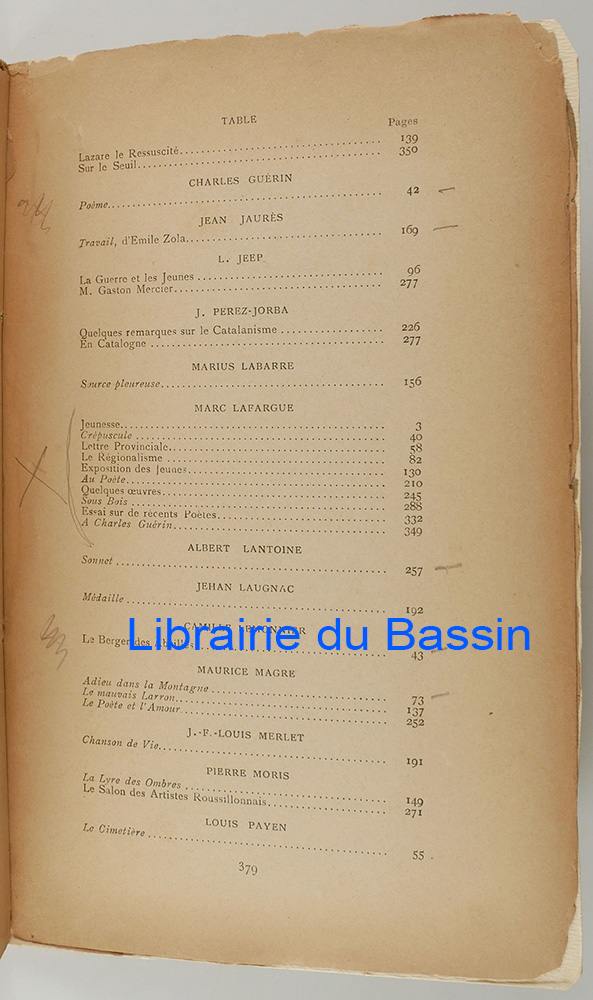 TABLE
Pages
Lazare le Ressuscité........ 139
Sur le Seuil........ 350
CHARLES GUÉRIN
Poème........ 42
JEAN JAURÈS
Travail, d'Emile Zola........ 169
L. JEEP
La Guerre et les Jeunes ........ 96
M. Gaston Mercier........ 277
J. PEREZ-JORBA
Quelques remarques sur le Catalanisme ........ 226
En Catalogne ........ 277
MARIUS LABARRE
Source pleureuse........ 156
MARC LAFARGUE
Jeunesse........ 3
Crépuscule ........ 40
Lettre Provinciale........ 58
Le Régionalisme ........ 82
Exposition des Jeunes........ 130
Au Poète........ 210
Quelques œuvres........ 245
Sous Bois ........ 288
Essai sur de récents Poètes........ 332
A Charles Guérin........ 349
ALBERT LANTOINE
Sonnet ........ 257
JEHAN LAUGNAC
Médaille ........ 192
CAMILLE
Librairie du Bassin
Le Berger des ........ 43
MAURICE MAGRE
Adieu dans la Montagne ........ 73
Le mauvais Larron........ 137
Le Poète et l'Amour........ 252
J.-F.-LOUIS MERLET
Chanson de Vie........ 191
PIERRE MORIS
La Lyre des Ombres ........ 149
Le Salon des Artistes Roussillonnais........ 271
LOUIS PAYEN
Le Cimetière ........ 55
379